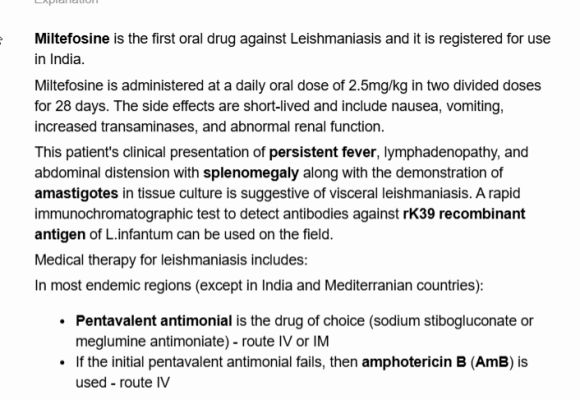 Explanation
Miltefosine is the first oral drug against Leishmaniasis and it is registered for use
in India.
Miltefosine is administered at a daily oral dose of 2.5mg/kg in two divided doses
for 28 days. The side effects are short-lived and include nausea, vomiting,
increased transaminases, and abnormal renal function.
This patient's clinical presentation of persistent fever, lymphadenopathy, and
abdominal distension with splenomegaly along with the demonstration of
amastigotes in tissue culture is suggestive of visceral leishmaniasis. A rapid
immunochromatographic test to detect antibodies against rK39 recombinant
antigen of L.infantum can be used on the field.
Medical therapy for leishmaniasis includes:
In most endemic regions (except in India and Mediterranean countries):
• Pentavalent antimonial is the drug of choice (sodium stibogluconate or
meglumine antimoniate) - route IV or IM
• If the initial pentavalent antimonial fails, then amphotericin B (AmB) is
used - route IV